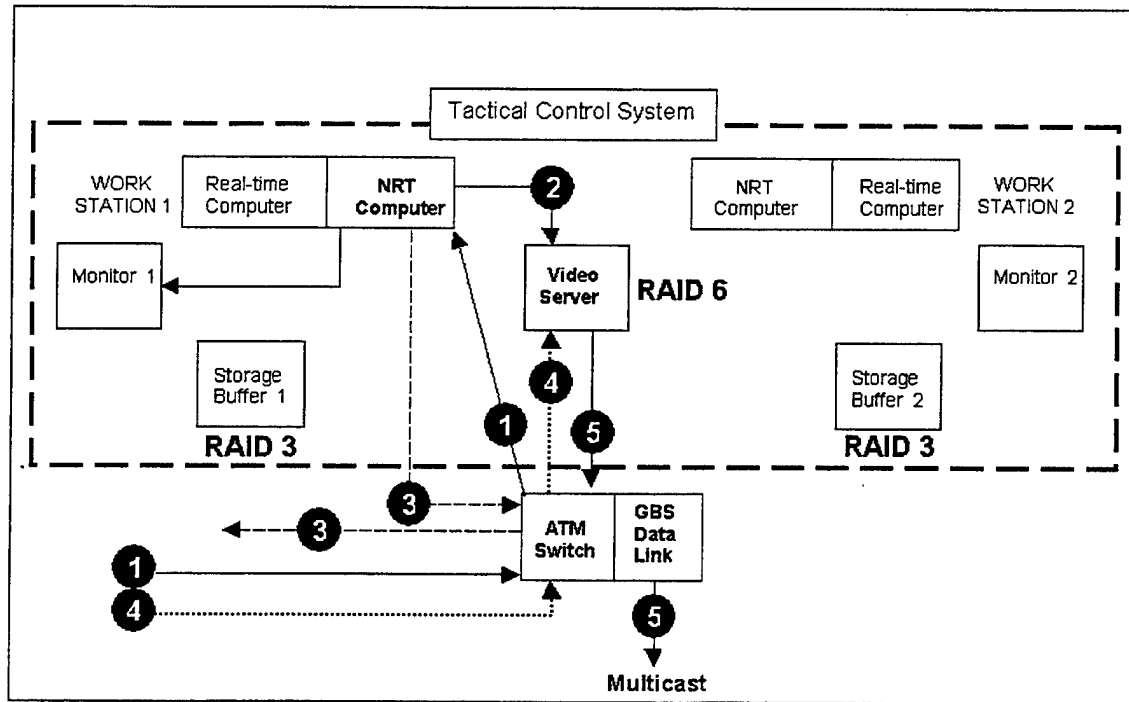 Tactical Control System
WORK
STATION 1
Real-time
Computer
NRT
Computer
2
NRT
Computer
Real-time
Computer
WORK
STATION 2
Monitor 1
Video
Server
RAID 6
Monitor 2
Storage
Buffer 1
RAID 3
4
1
5
Storage
Buffer 2
RAID 3
3
3
ATM
Switch
GBS
Data
Link
1
4
5
Multicast